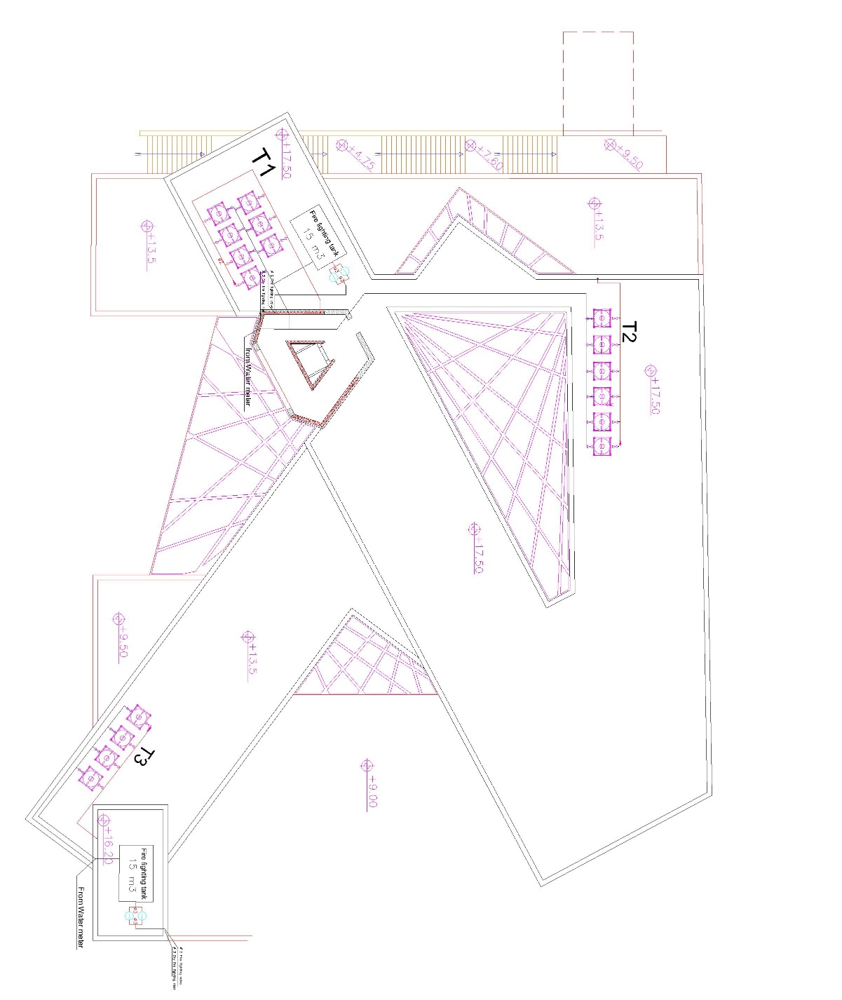 +17.50
T1
+4.75
+7.60
+9.50
+13.5
+13.5
Fire fighting tank
15 m3
from Water meter
T2
+17.50
+17.50
+9.50
+13.5
T3
+9.00
+16.20
Fire fighting tank
15 m3
From Water meter